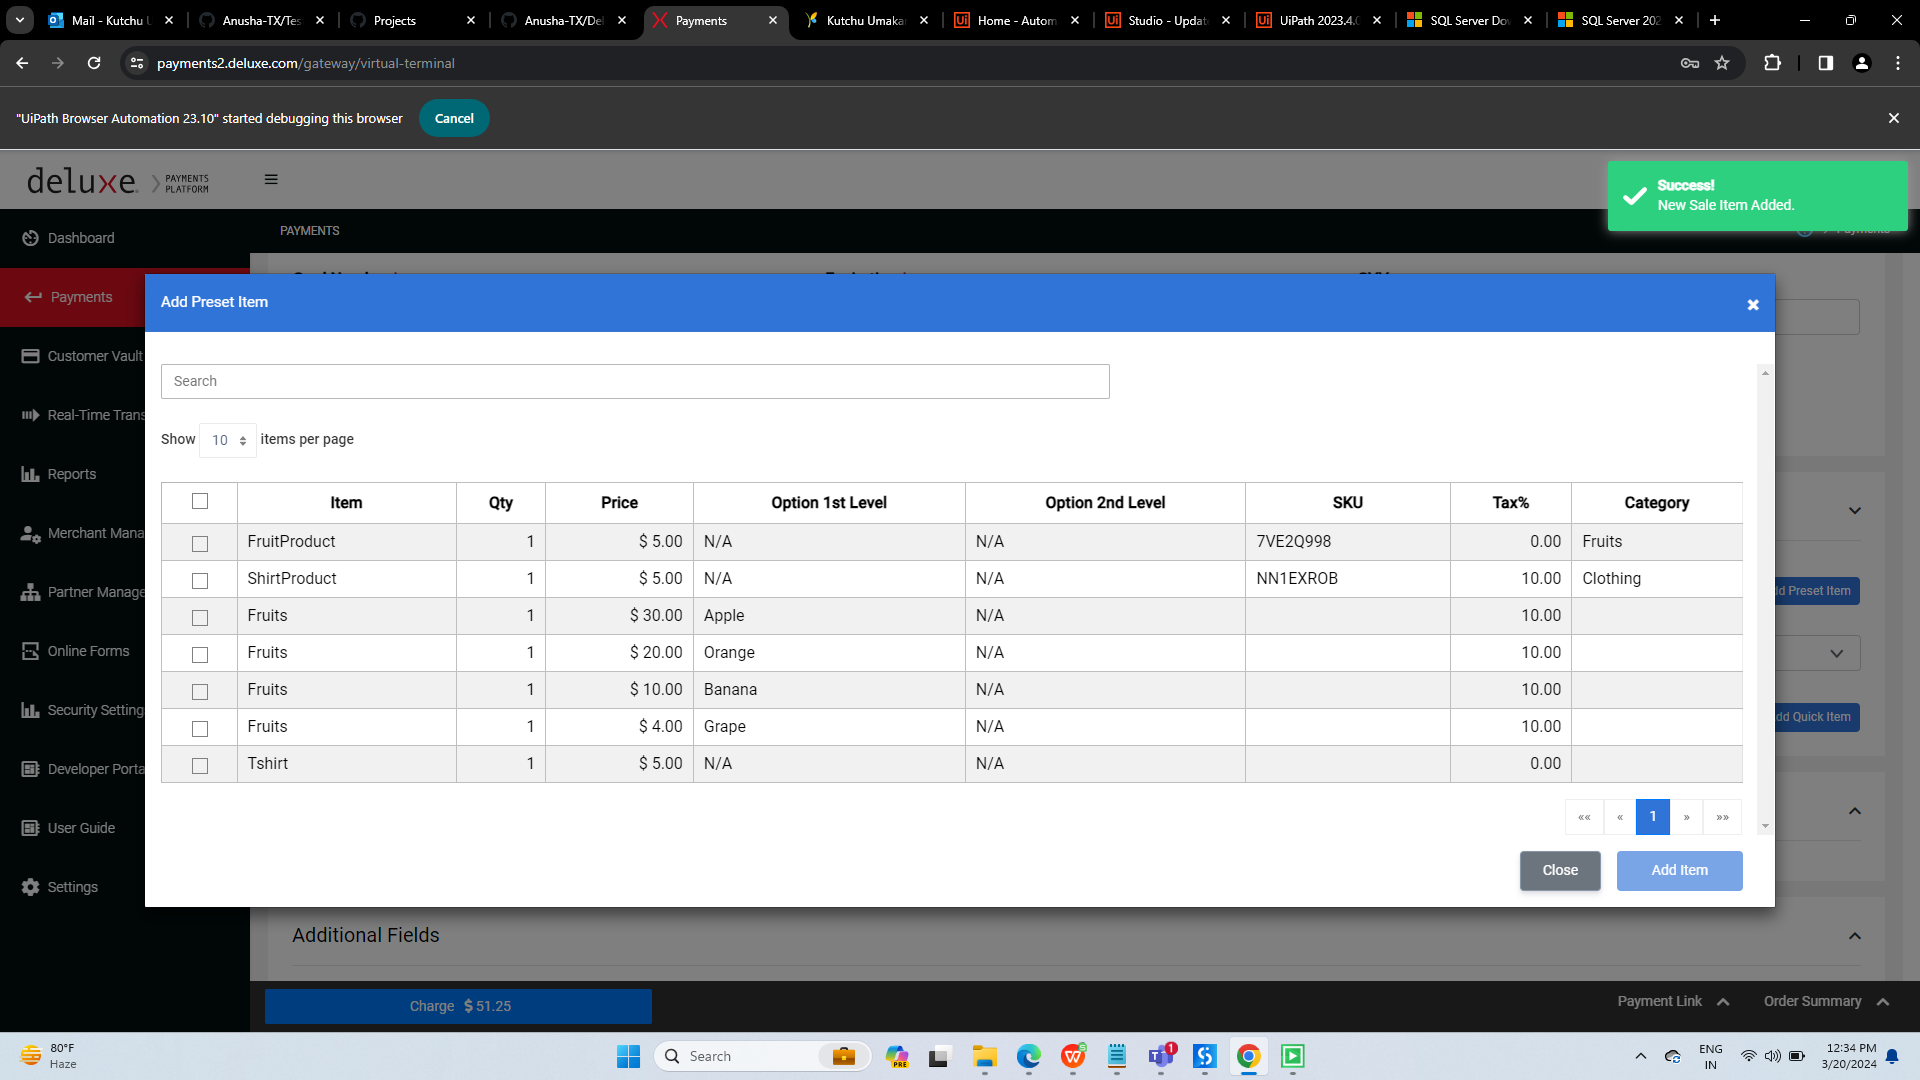 Mail - Kutchu U
Anusha-TX/Tes
Projects
Anusha-TX/Del
Payments
Kutchu Umakan
Home - Autom
Studio - Update
UiPath 2023.4.0
SQL Server Dow
SQL Server 202
payments2.deluxe.com/gateway/virtual-terminal
"UiPath Browser Automation 23.10" started debugging this browser
Cancel
deluxe. PAYMENTS PLATFORM
Success!
New Sale Item Added.
PAYMENTS
Dashboard
Payments
Customer Vault
Real-Time Trans
Reports
Merchant Mana
Partner Manage
Online Forms
Security Setting
Developer Porta
User Guide
Settings
Add Preset Item
Search
Show 10 items per page
Item Qty Price Option 1st Level Option 2nd Level SKU Tax% Category
FruitProduct 1 $ 5.00 N/A N/A 7VE2Q998 0.00 Fruits
ShirtProduct 1 $ 5.00 N/A N/A NN1EXROB 10.00 Clothing
Fruits 1 $ 30.00 Apple N/A 10.00
Fruits 1 $ 20.00 Orange N/A 10.00
Fruits 1 $ 10.00 Banana N/A 10.00
Fruits 1 $ 4.00 Grape N/A 10.00
Tshirt 1 $ 5.00 N/A N/A 0.00
«« « 1 » »»
Close
Add Item
d Preset Item
dd Quick Item
Additional Fields
Charge $ 51.25
Payment Link
Order Summary
80°F
Haze
Search
PRE
1
ENG
IN
12:34 PM
3/20/2024